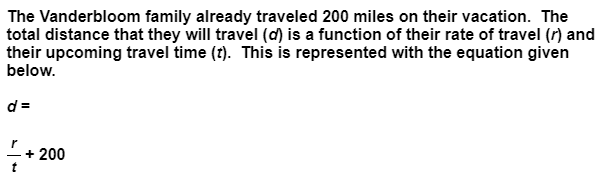 The Vanderbloom family already traveled 200 miles on their vacation. The
total distance that they will travel (d) is a function of their rate of travel (r) and
their upcoming travel time (t). This is represented with the equation given
below.
d =
r
— + 200
t